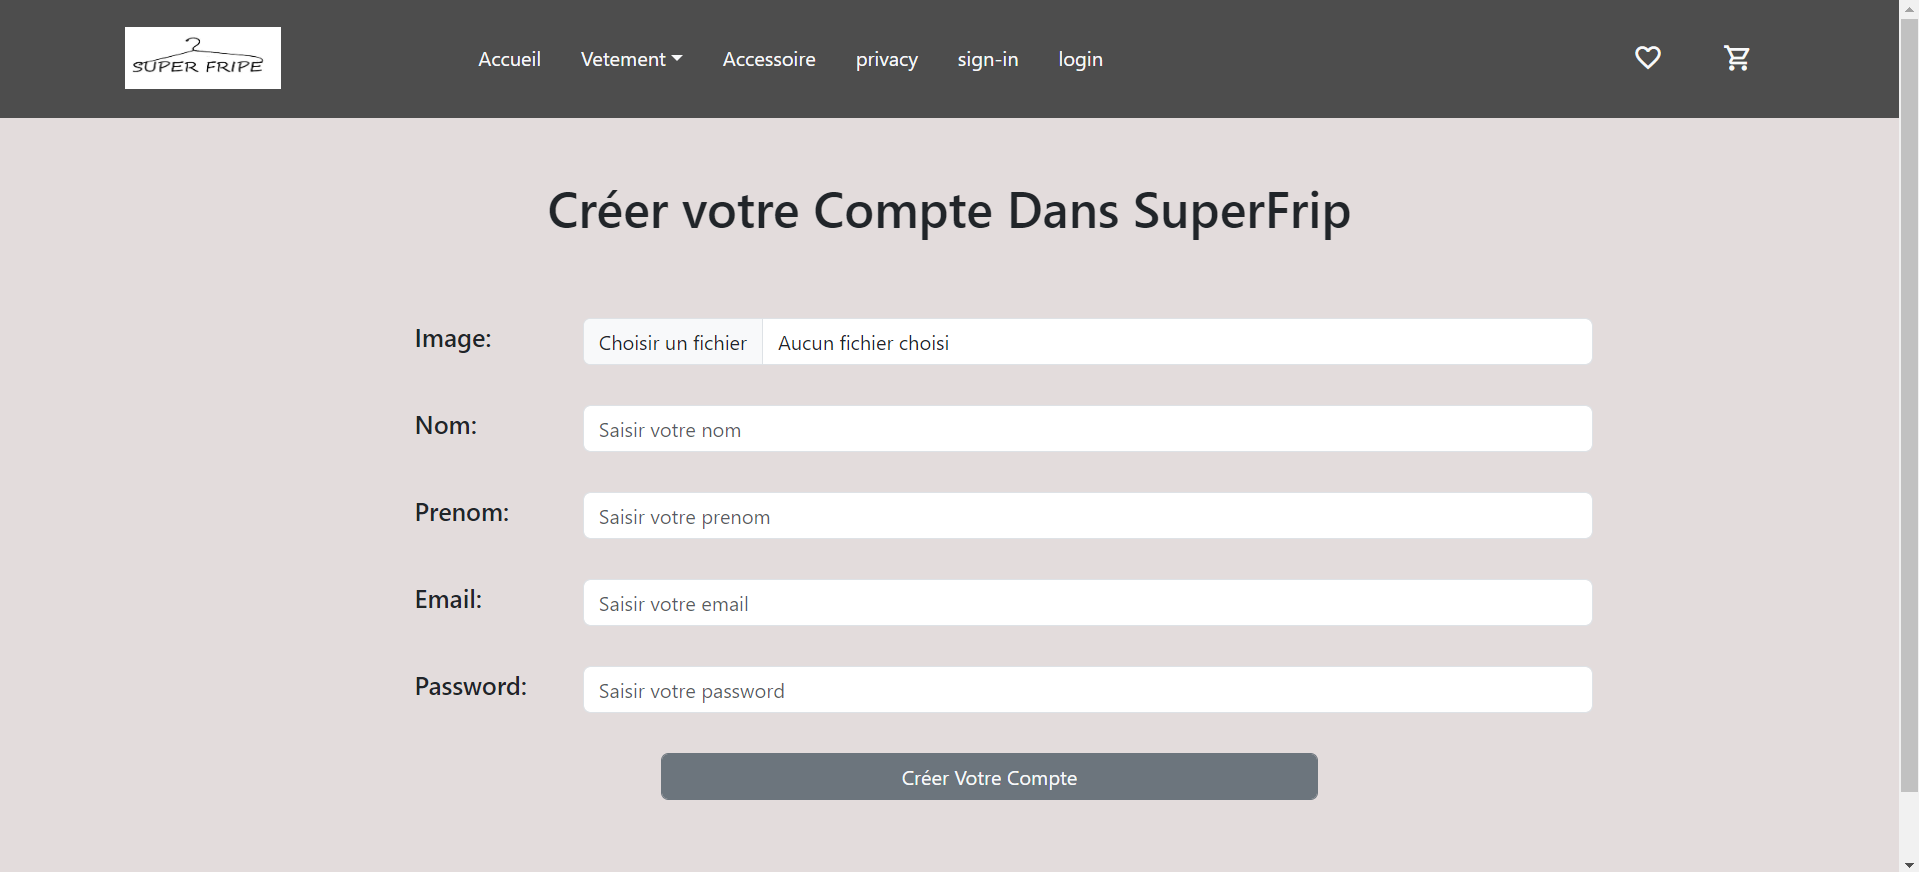 SUPER FRIPE
Accueil Vetement Accessoire privacy sign-in login
Créer votre Compte Dans SuperFrip
Image: Choisir un fichier Aucun fichier choisi
Nom: Saisir votre nom
Prenom: Saisir votre prenom
Email: Saisir votre email
Password: Saisir votre password
Créer Votre Compte